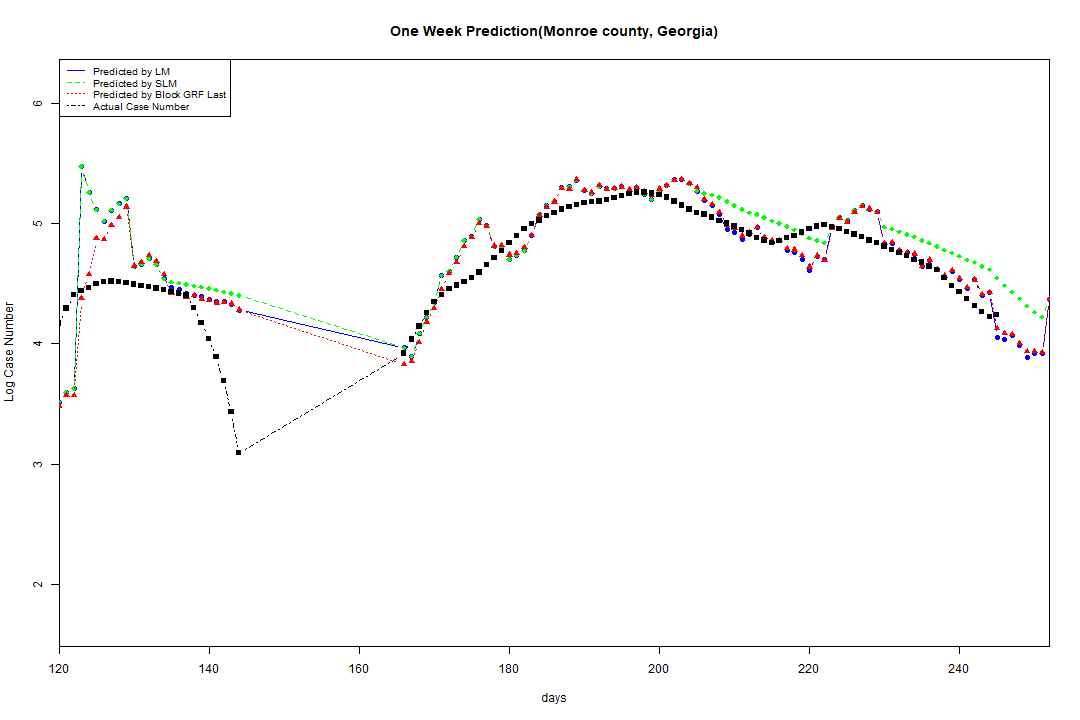 One Week Prediction(Monroe county, Georgia)
Predicted by LM
Predicted by SLM
Predicted by Block GRF Last
Actual Case Number
6
5
4
3
2
Log Case Number
120 140 160 180 200 220 240
days